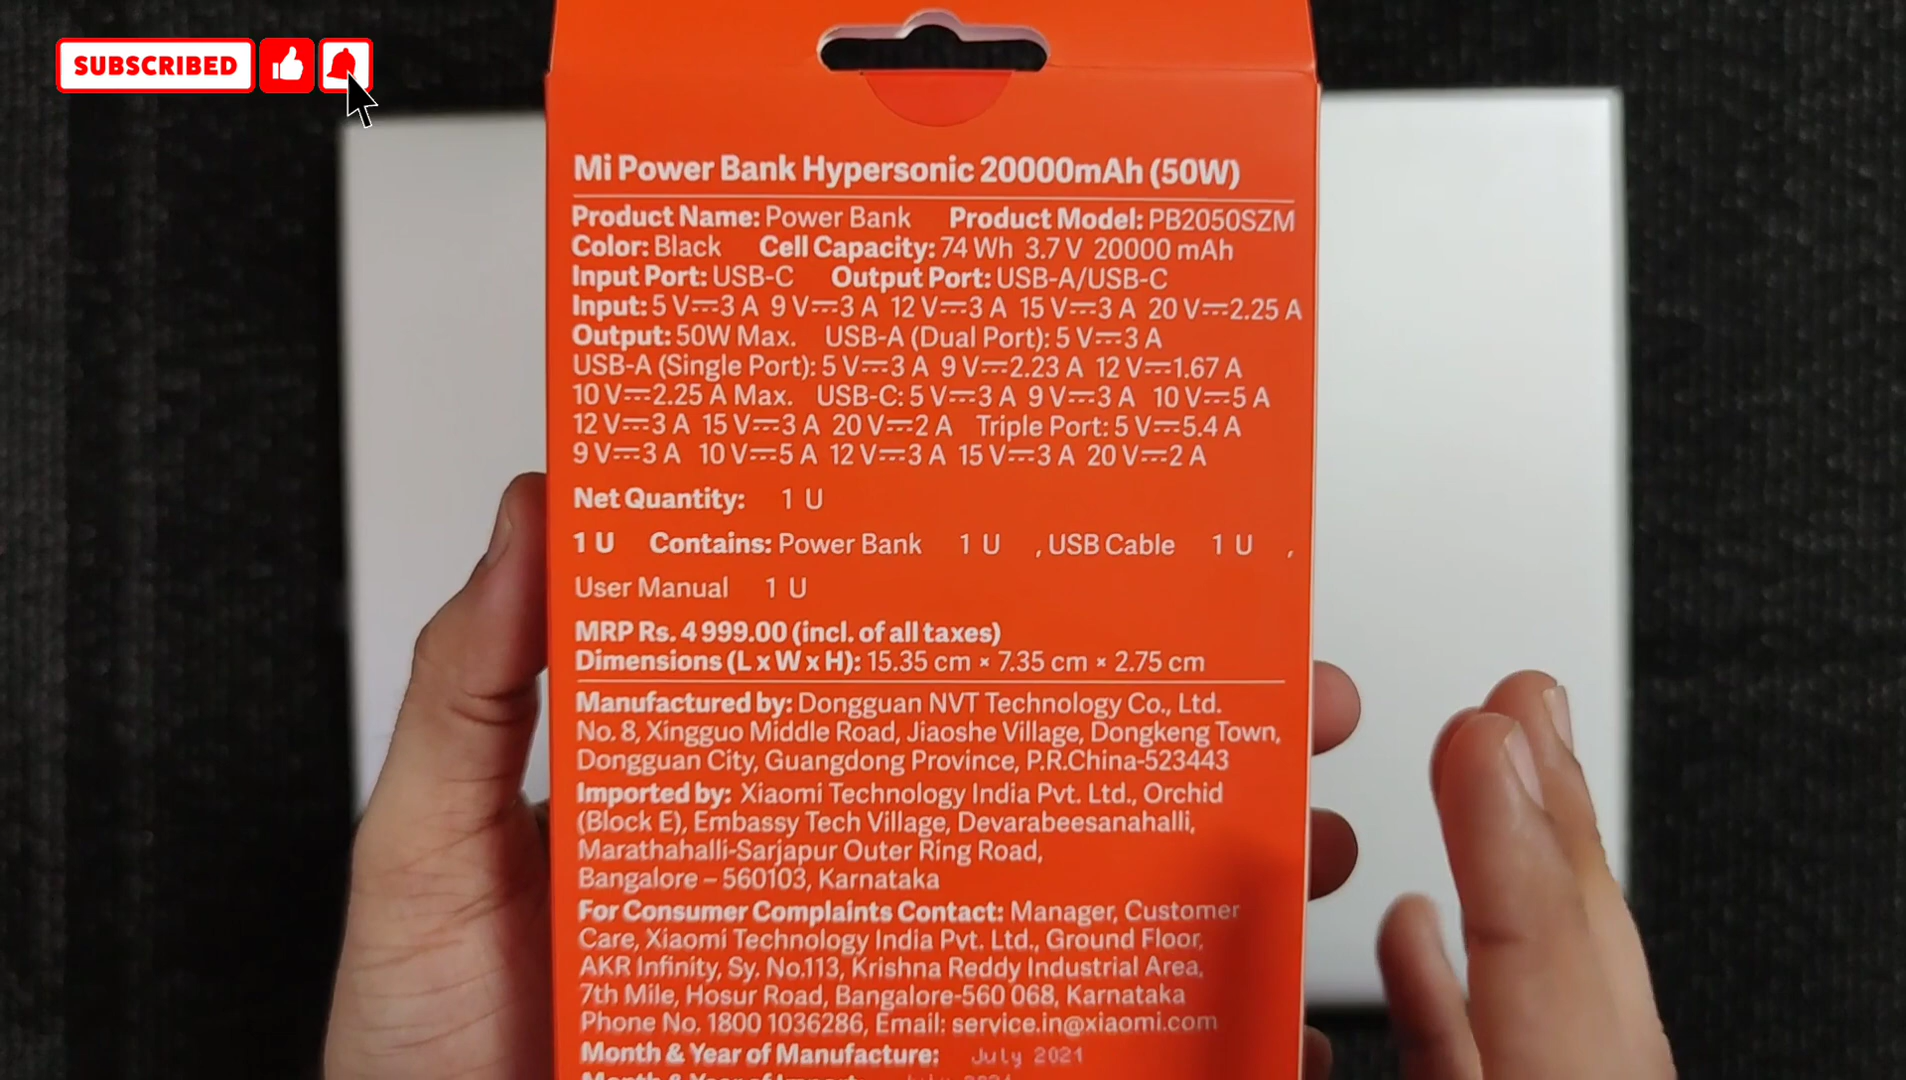 SUBSCRIBED
Mi Power Bank Hypersonic 20000mAh (50W)
Product Name: Power Bank Product Model: PB2050SZM
Color: Black Cell Capacity: 74 Wh 3.7 V 20000 mAh
Input Port: USB-C Output Port: USB-A/USB-C
Input: 5 V⎓3 A 9 V⎓3 A 12 V⎓3 A 15 V⎓3 A 20 V⎓2.25 A
Output: 50W Max. USB-A (Dual Port): 5 V⎓3 A
USB-A (Single Port): 5 V⎓3 A 9 V⎓2.23 A 12 V⎓1.67 A
10 V⎓2.25 A Max. USB-C: 5 V⎓3 A 9 V⎓3 A 10 V⎓5 A
12 V⎓3 A 15 V⎓3 A 20 V⎓2 A Triple Port: 5 V⎓5.4 A
9 V⎓3 A 10 V⎓5 A 12 V⎓3 A 15 V⎓3 A 20 V⎓2 A
Net Quantity: 1 U
1 U Contains: Power Bank 1 U , USB Cable 1 U ,
User Manual 1 U
MRP Rs. 4 999.00 (incl. of all taxes)
Dimensions (L x W x H): 15.35 cm × 7.35 cm × 2.75 cm
Manufactured by: Dongguan NVT Technology Co., Ltd.
No. 8, Xingguo Middle Road, Jiaoshe Village, Dongkeng Town,
Dongguan City, Guangdong Province, P.R.China-523443
Imported by: Xiaomi Technology India Pvt. Ltd., Orchid
(Block E), Embassy Tech Village, Devarabeesanahalli,
Marathahalli-Sarjapur Outer Ring Road,
Bangalore – 560103, Karnataka
For Consumer Complaints Contact: Manager, Customer
Care, Xiaomi Technology India Pvt. Ltd., Ground Floor,
AKR Infinity, Sy. No.113, Krishna Reddy Industrial Area,
7th Mile, Hosur Road, Bangalore-560 068, Karnataka
Phone No. 1800 1036286, Email: service.in@xiaomi.com
Month & Year of Manufacture: July 2021